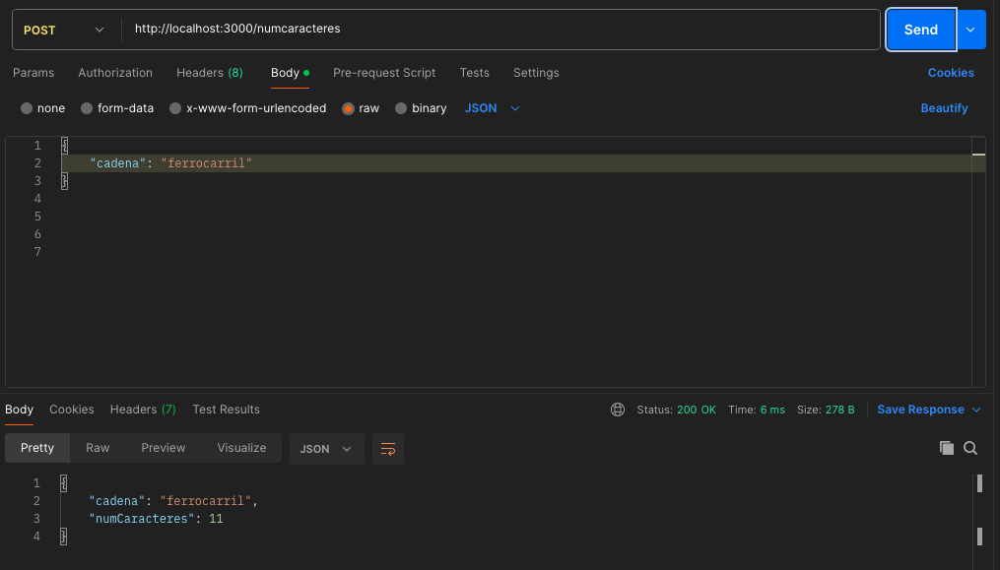 POST http://localhost:3000/numcaracteres Send
Params Authorization Headers (8) Body Pre-request Script Tests Settings Cookies
none form-data x-www-form-urlencoded raw binary JSON Beautify
1 {
2 "cadena": "ferrocarril"
3 }
4
5
6
7
Body Cookies Headers (7) Test Results Status: 200 OK Time: 6 ms Size: 278 B Save Response
Pretty Raw Preview Visualize JSON
1 {
2 "cadena": "ferrocarril",
3 "numCaracteres": 11
4 }